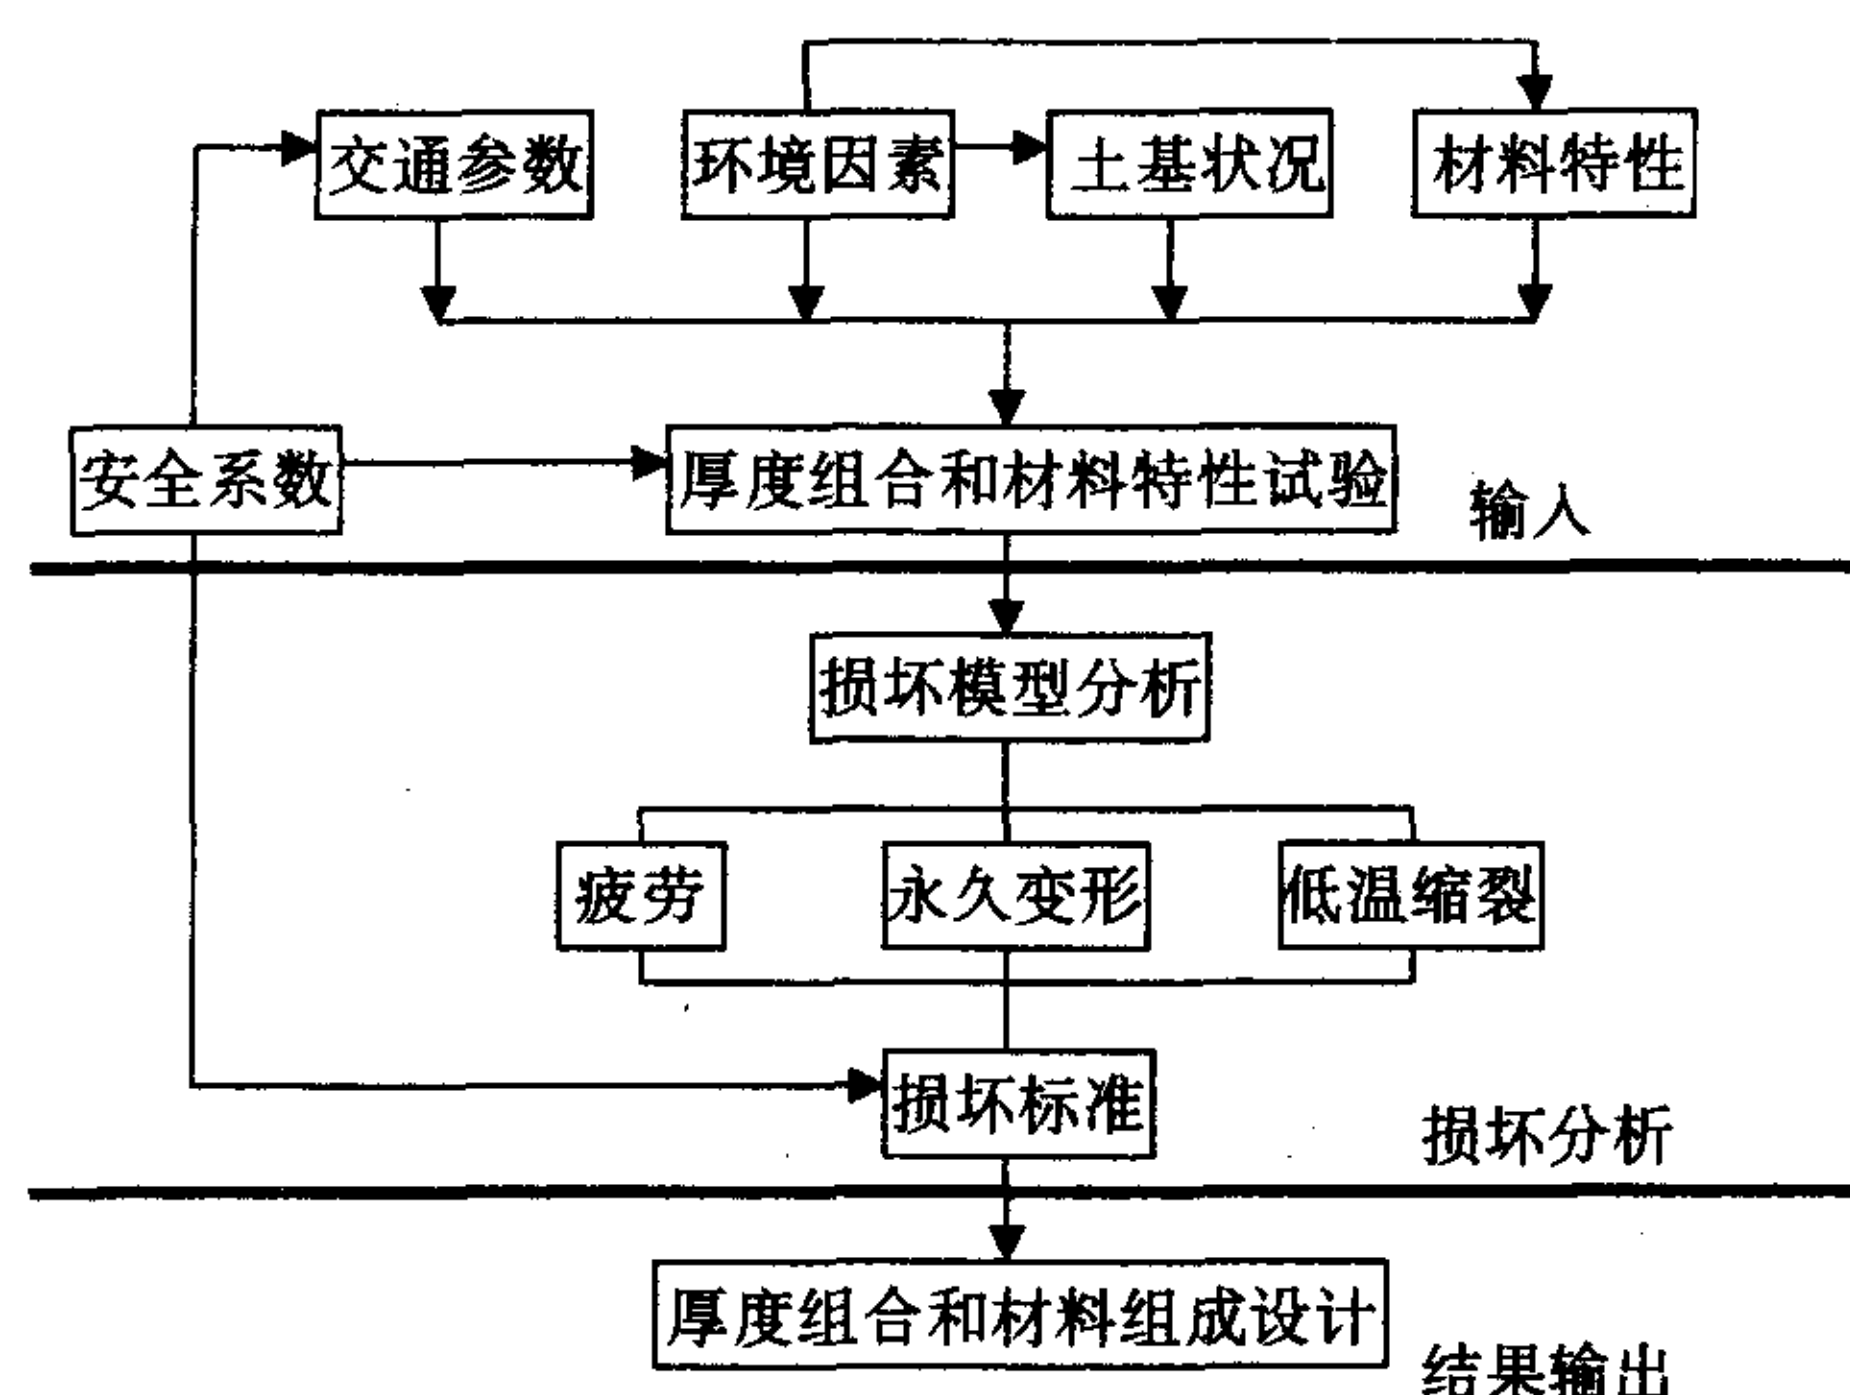 交通参数
环境因素
土基状况
材料特性
安全系数
厚度组合和材料特性试验
输入
损坏模型分析
疲劳
永久变形
低温缩裂
损坏标准
损坏分析
厚度组合和材料组成设计
结果输出